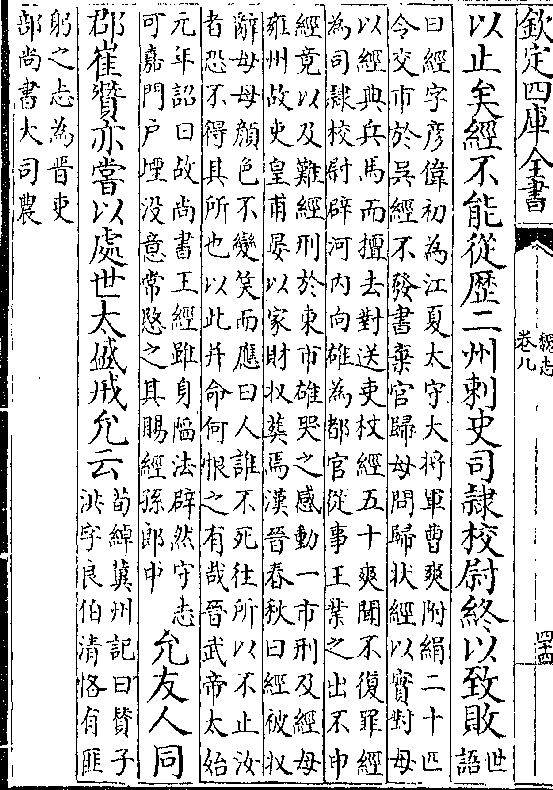 欽定四庫全書
魏志
卷九
四十四
以止矣經不能從歷二州刺史司隸校尉終以致敗
世
語
曰經字彦偉初為江夏太守大將軍曹爽附絹二十匹
令交市於吳經不發書棄官歸母問歸狀經以實對母
以經典兵馬而擅去對送吏杖經五十爽聞不復罪經
為司隸校尉辟河内向雄為都官從事王業之出不申
經竟以及難經刑於東市雄哭之感動一市刑及經母
雍州故吏皇甫晏以家財收葬焉漢晉春秋曰經被收
辭母母顔色不變笑而應曰人誰不死往所以不止汝
者恐不得其所也以此并命何恨之有哉晉武帝太始
元年詔曰故尚書王經雖身陷法辟然守志
可嘉門户堙没意常愍之其賜經孫郎中
允友人同
郡崔贊亦嘗以處世太盛戒允云
荀綽冀州記曰贊子
洪字良伯清恪有匪
躬之志為晉吏
部尚書大司農